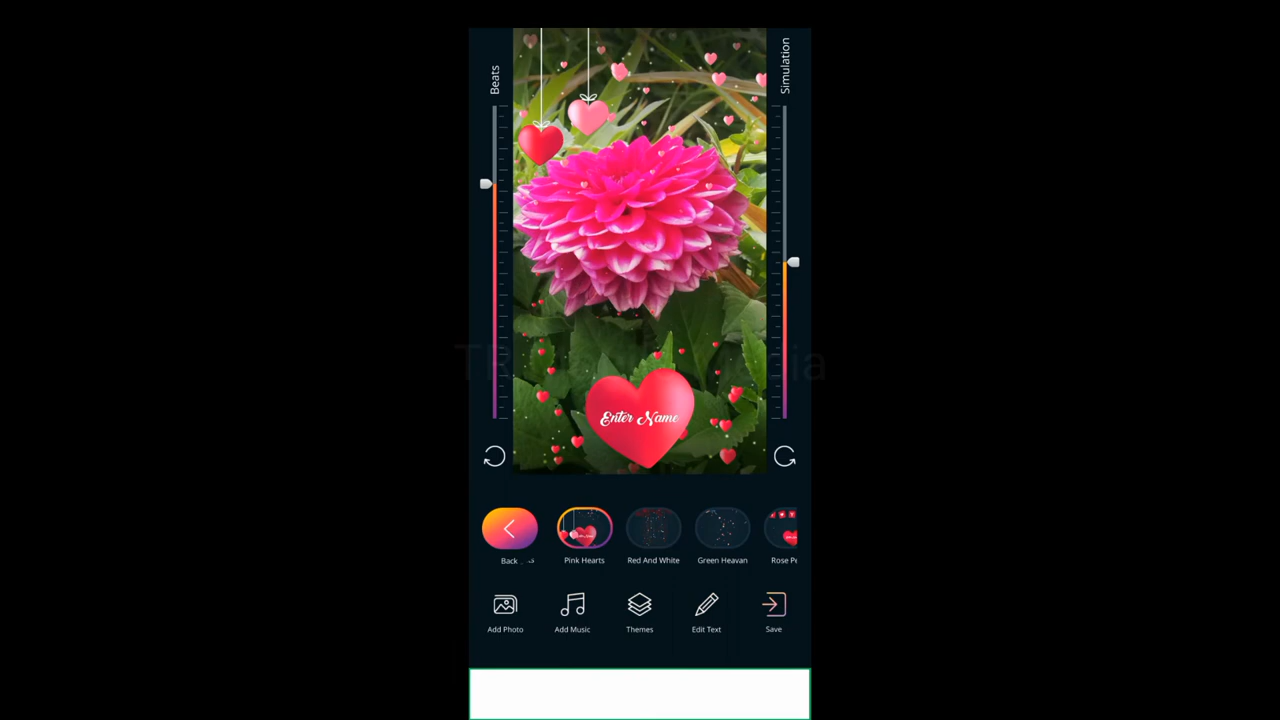 Beats
Simulation
Enter Name
Back
Pink Hearts
Red And White
Green Heavan
Rose Pe
Add Photo
Add Music
Themes
Edit Text
Save